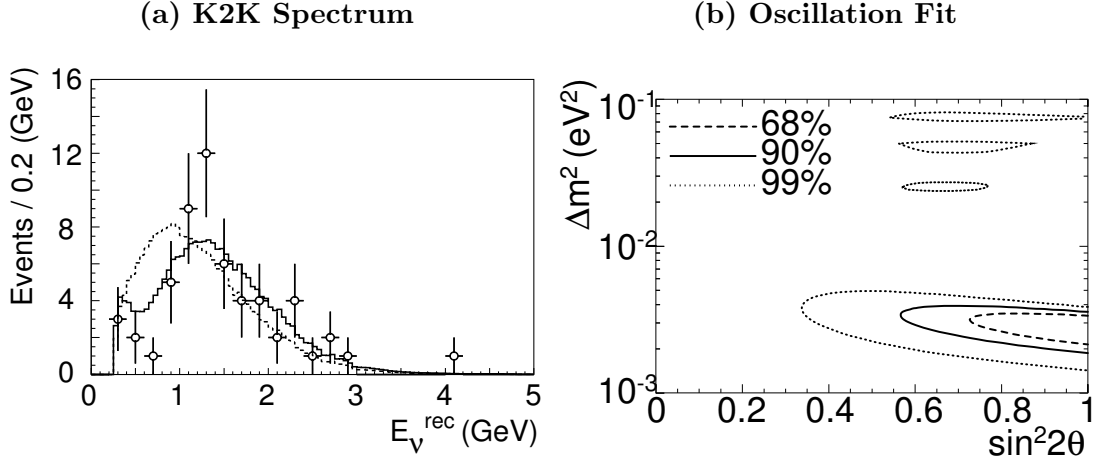 (a) K2K Spectrum
Events / 0.2 (GeV)
16
12
8
4
0
0 1 2 3 4 5
E_ν^rec (GeV)
(b) Oscillation Fit
Δm² (eV²)
10⁻¹
10⁻²
10⁻³
68%
90%
99%
0 0.2 0.4 0.6 0.8 1
sin²2θ